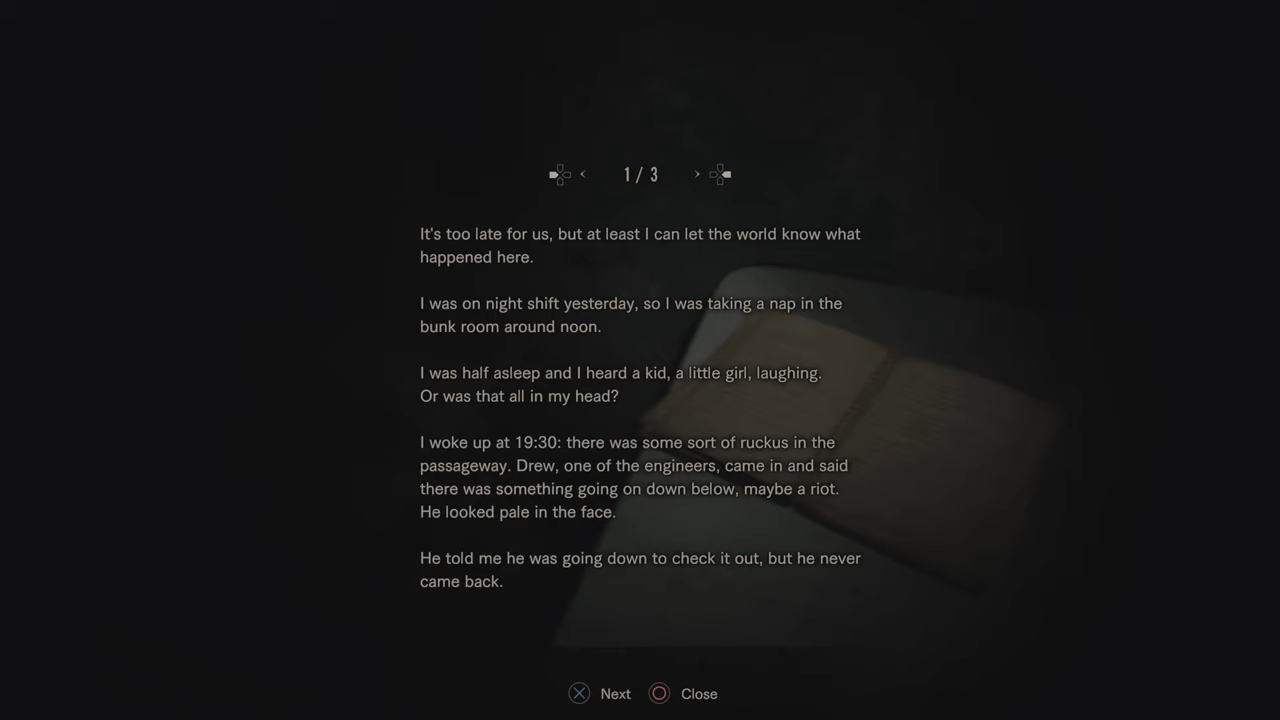 < 1 / 3 >
It's too late for us, but at least I can let the world know what
happened here.
I was on night shift yesterday, so I was taking a nap in the
bunk room around noon.
I was half asleep and I heard a kid, a little girl, laughing.
Or was that all in my head?
I woke up at 19:30: there was some sort of ruckus in the
passageway. Drew, one of the engineers, came in and said
there was something going on down below, maybe a riot.
He looked pale in the face.
He told me he was going down to check it out, but he never
came back.
Next Close